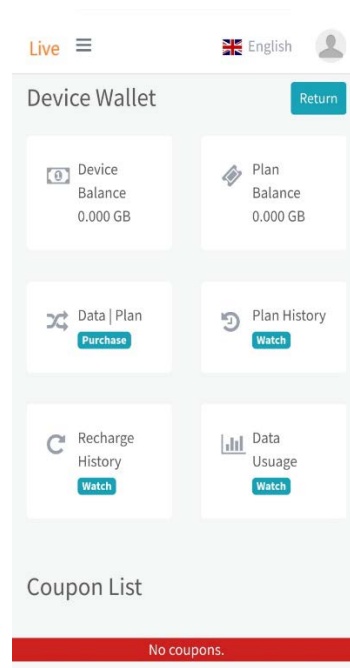 Live English
Device Wallet Return
Device
Balance
0.000 GB
Plan
Balance
0.000 GB
Data | Plan
Purchase
Plan History
Watch
Recharge
History
Watch
Data
Usuage
Watch
Coupon List
No coupons.